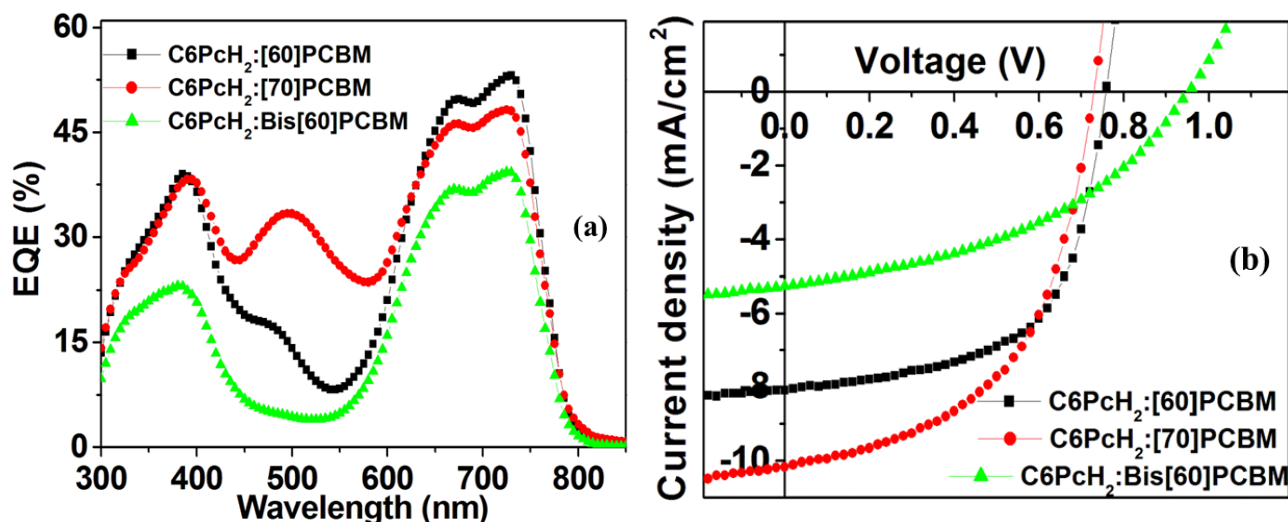 60
45
30
15
0
EQE (%)
C6PcH₂:[60]PCBM
C6PcH₂:[70]PCBM
C6PcH₂:Bis[60]PCBM
(a)
300 400 500 600 700 800
Wavelength (nm)
Voltage (V)
0
-2
-4
-6
-8
-10
0.0 0.2 0.4 0.6 0.8 1.0
Current density (mA/cm²)
(b)
C6PcH₂:[60]PCBM
C6PcH₂:[70]PCBM
C6PcH₂:Bis[60]PCBM